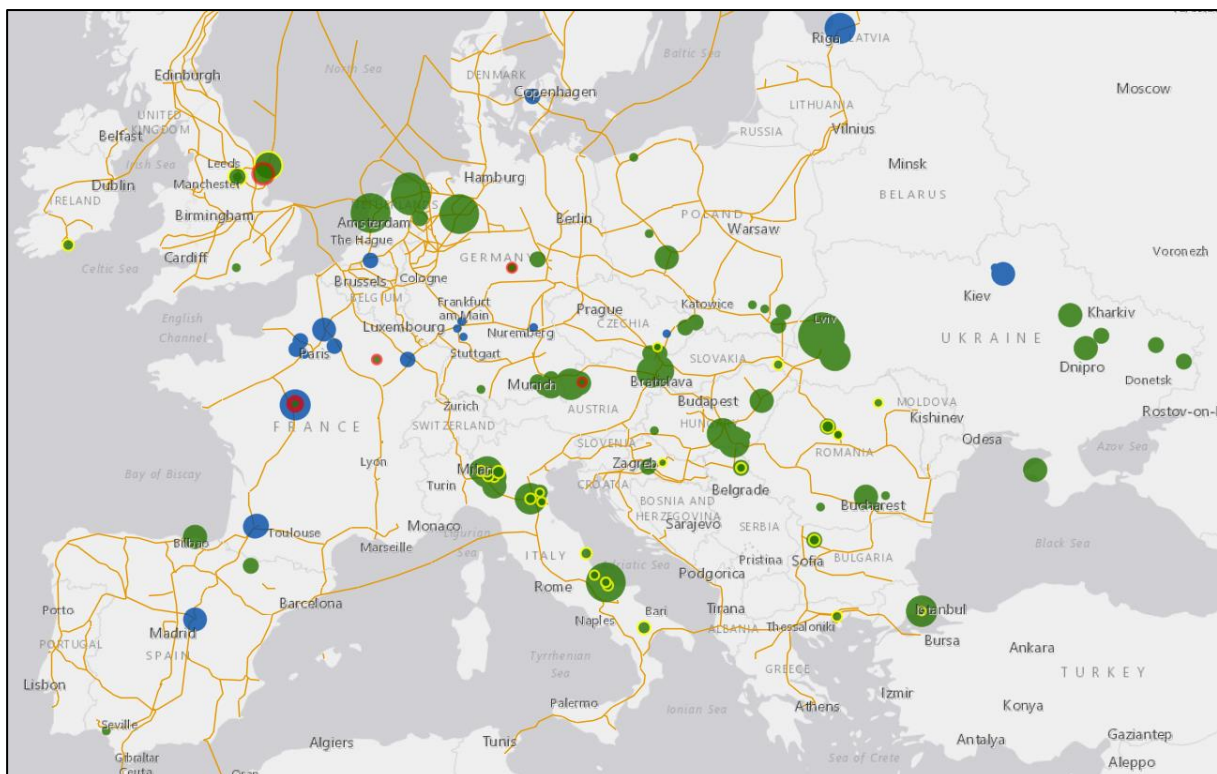 Riga
LATVIA
Baltic Sea
North Sea
Edinburgh
DENMARK
Copenhagen
Moscow
LITHUANIA
Vilnius
UNITED
KINGDOM
Belfast
RUSSIA
Irish Sea
Leeds
Minsk
Dublin
Manchester
Hamburg
BELARUS
IRELAND
Birmingham
Amsterdam
Berlin
POLAND
Warsaw
The Hague
Voronezh
Celtic Sea
Cardiff
GERMANY
Brussels
Cologne
BELGIUM
Kiev
English
Channel
Frankfurt
am Main
Prague
Katowice
Kharkiv
Luxembourg
Nuremberg
CZECHIA
Lviv
UKRAINE
Paris
Stuttgart
SLOVAKIA
Dnipro
Munich
Bratislava
Donetsk
Zurich
AUSTRIA
Budapest
MOLDOVA
Kishinev
Rostov-on-
FRANCE
SWITZERLAND
HUNGARY
Odesa
Azov Sea
Bay of Biscay
Lyon
SLOVENIA
Zagreb
ROMANIA
Turin
CROATIA
Belgrade
BOSNIA AND
HERZEGOVINA
Bucharest
Bilbao
Toulouse
Monaco
Sarajevo
SERBIA
Marseille
Ligurian
Sea
ITALY
Adriatic Sea
Pristina
Sofia
BULGARIA
Black Sea
Rome
Podgorica
Porto
Barcelona
Naples
Bari
Tirana
ALBANIA
Thessaloniki
Istanbul
Madrid
PORTUGAL
SPAIN
Bursa
Ankara
Tyrrhenian
Sea
GREECE
TURKEY
Lisbon
Izmir
Palermo
Ionian Sea
Athens
Konya
Seville
Algiers
Tunis
Antalya
Gaziantep
Gibraltar
Ceuta
Oran
Sea of Crete
Aleppo